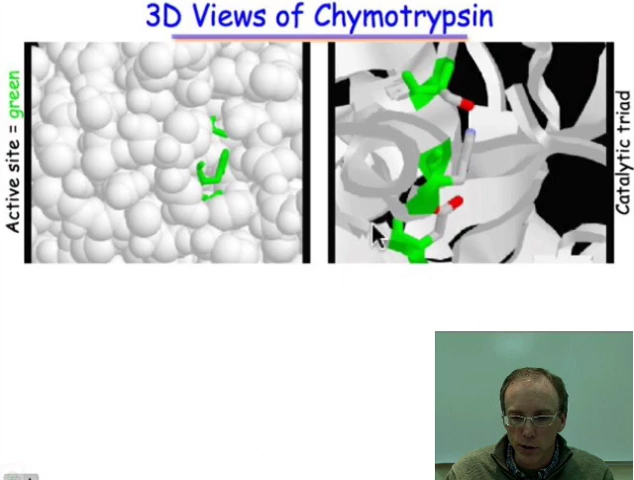 3D Views of Chymotrypsin
Active site = green
Catalytic triad